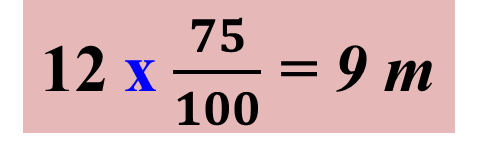 12 x 75/100 = 9 m